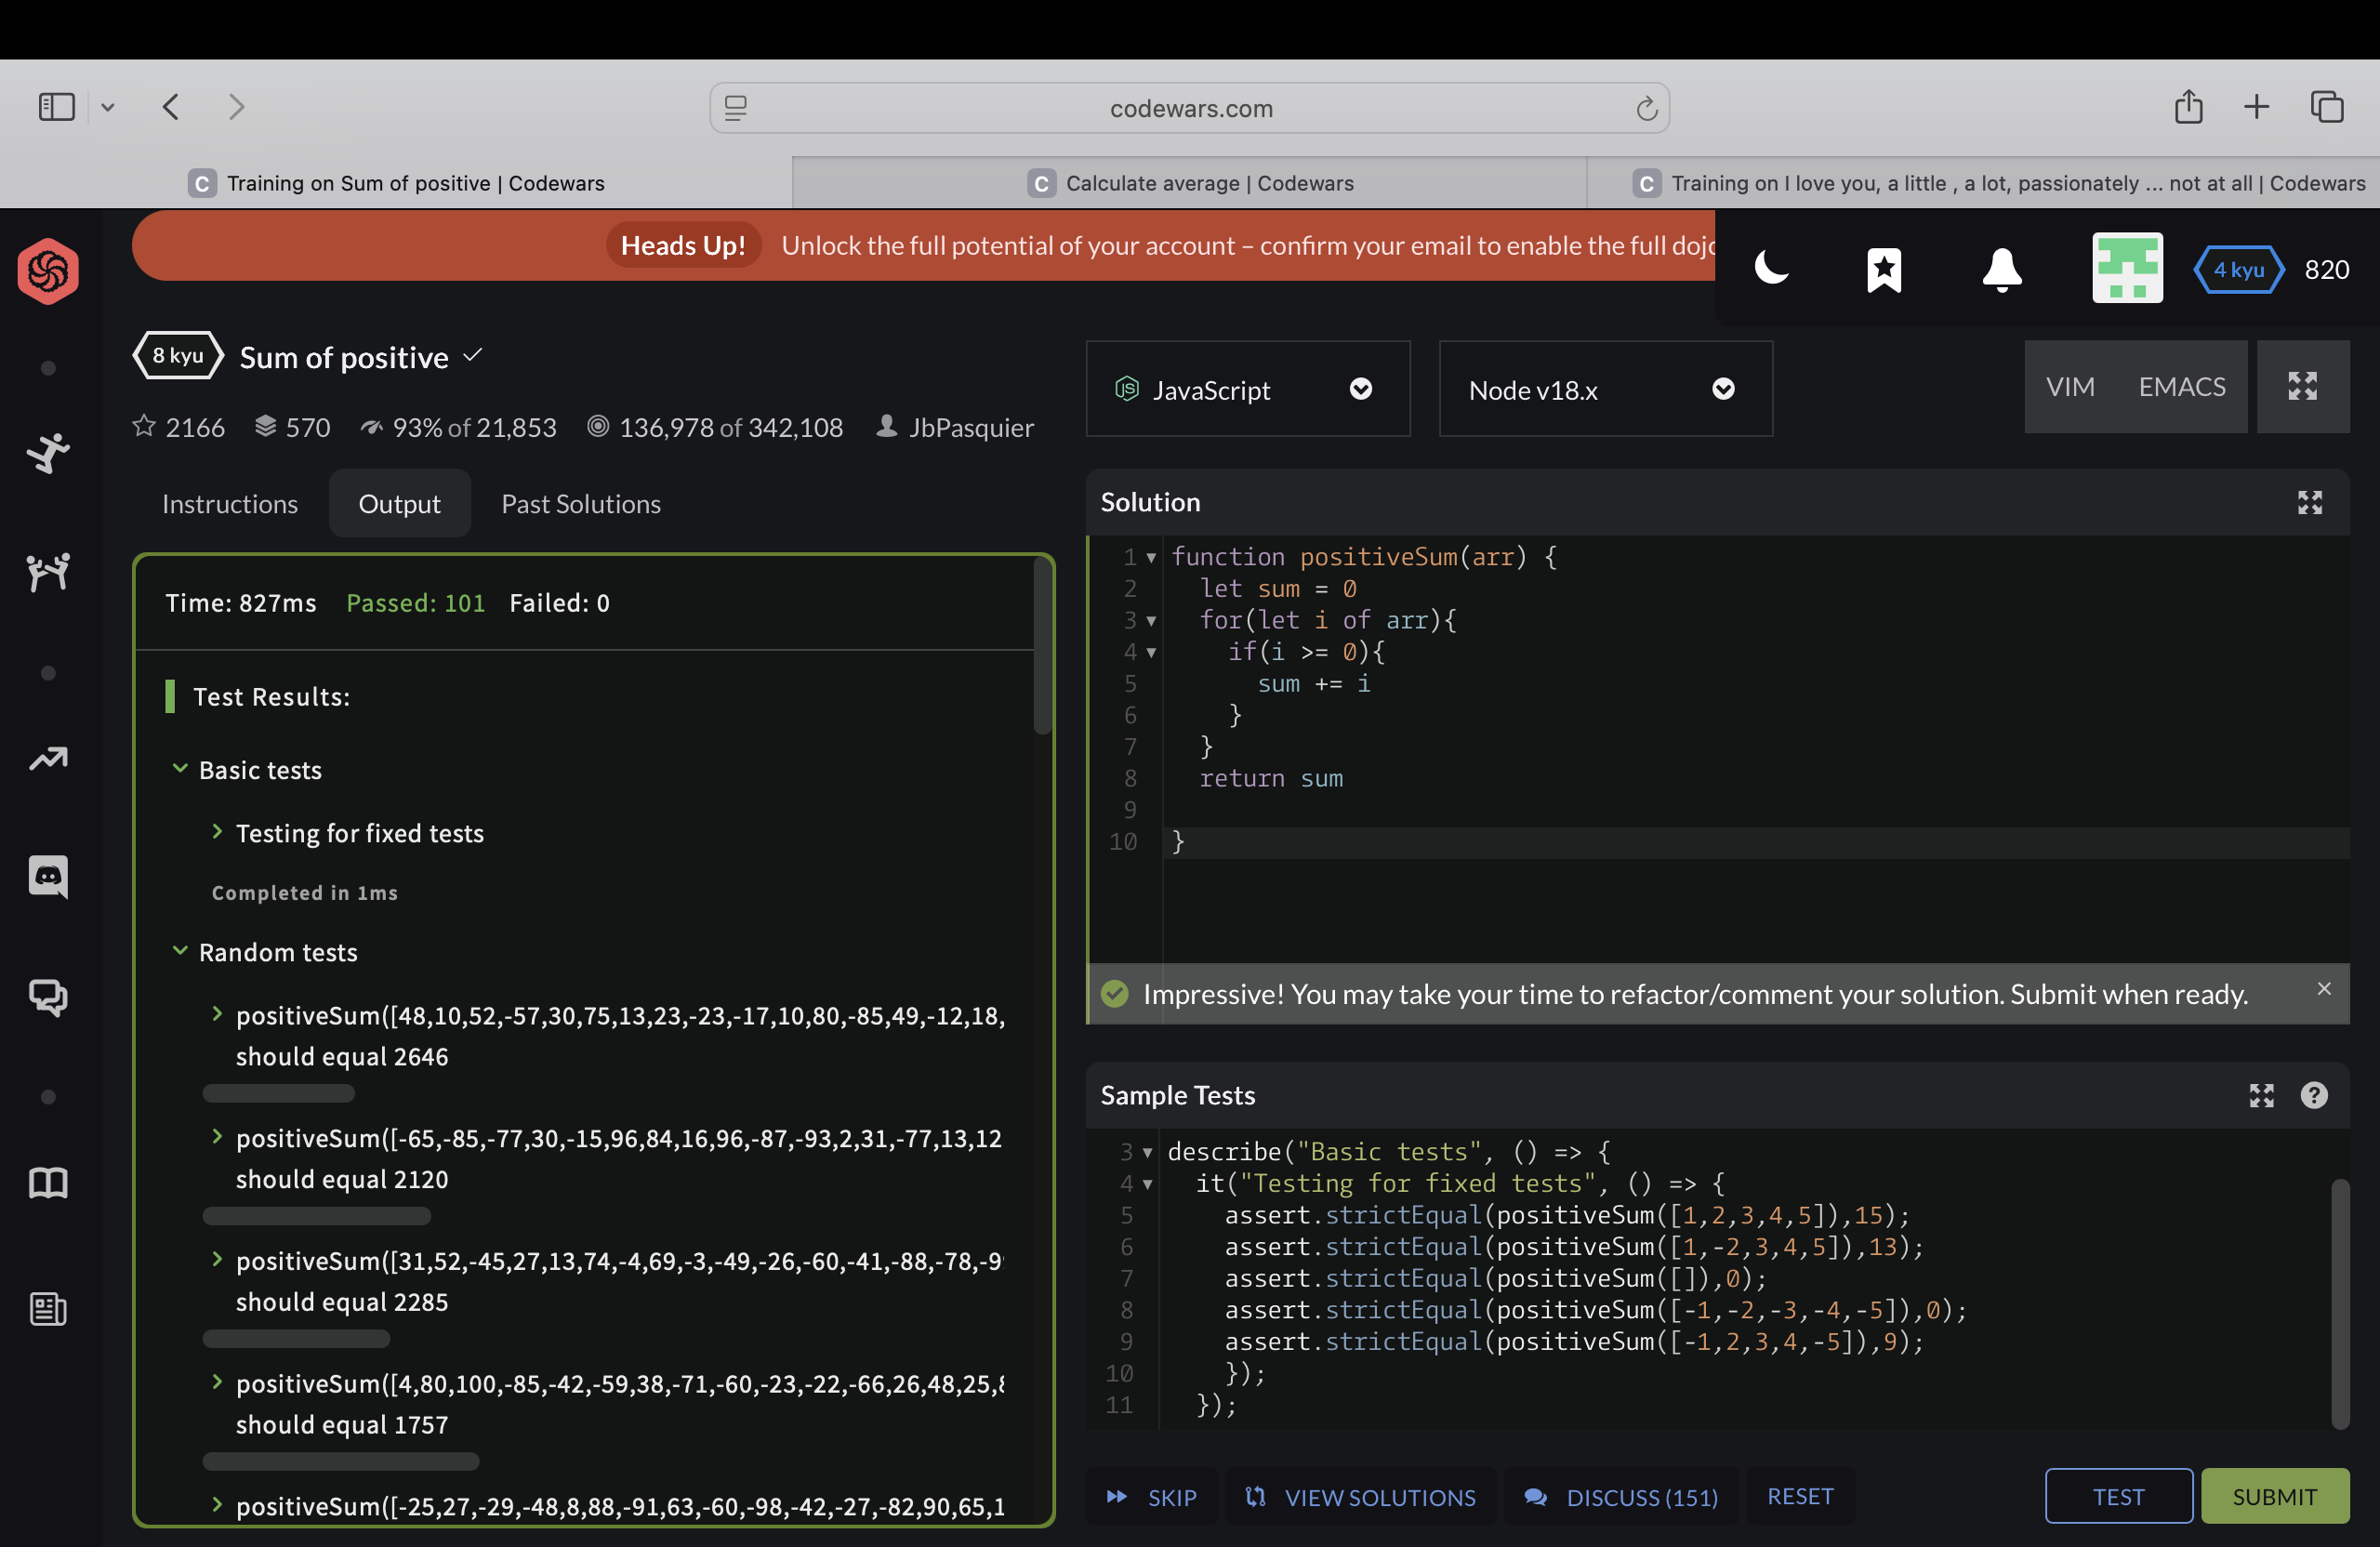 codewars.com
C Training on Sum of positive | Codewars
C Calculate average | Codewars
C Training on I love you, a little , a lot, passionately ... not at all | Codewars
Heads Up! Unlock the full potential of your account – confirm your email to enable the full
4 kyu 820
8 kyu Sum of positive
2166 570 93% of 21,853 136,978 of 342,108 JbPasquier
JS JavaScript
Node v18.x
VIM EMACS
Instructions Output Past Solutions
Time: 827ms Passed: 101 Failed: 0
Test Results:
Basic tests
Testing for fixed tests
Completed in 1ms
Random tests
positiveSum([48,10,52,-57,30,75,13,23,-23,-17,10,80,-85,49,-12,18,
should equal 2646
positiveSum([-65,-85,-77,30,-15,96,84,16,96,-87,-93,2,31,-77,13,12
should equal 2120
positiveSum([31,52,-45,27,13,74,-4,69,-3,-49,-26,-60,-41,-88,-78,-9
should equal 2285
positiveSum([4,80,100,-85,-42,-59,38,-71,-60,-23,-22,-66,26,48,25,
should equal 1757
positiveSum([-25,27,-29,-48,8,88,-91,63,-60,-98,-42,-27,-82,90,65,1
Solution
1 function positiveSum(arr) {
2 let sum = 0
3 for(let i of arr){
4 if(i >= 0){
5 sum += i
6 }
7 }
8 return sum
9
10 }
Impressive! You may take your time to refactor/comment your solution. Submit when ready.
Sample Tests
3 describe("Basic tests", () => {
4 it("Testing for fixed tests", () => {
5 assert.strictEqual(positiveSum([1,2,3,4,5]),15);
6 assert.strictEqual(positiveSum([1,-2,3,4,5]),13);
7 assert.strictEqual(positiveSum([]),0);
8 assert.strictEqual(positiveSum([-1,-2,-3,-4,-5]),0);
9 assert.strictEqual(positiveSum([-1,2,3,4,-5]),9);
10 });
11 });
SKIP VIEW SOLUTIONS DISCUSS (151) RESET TEST SUBMIT